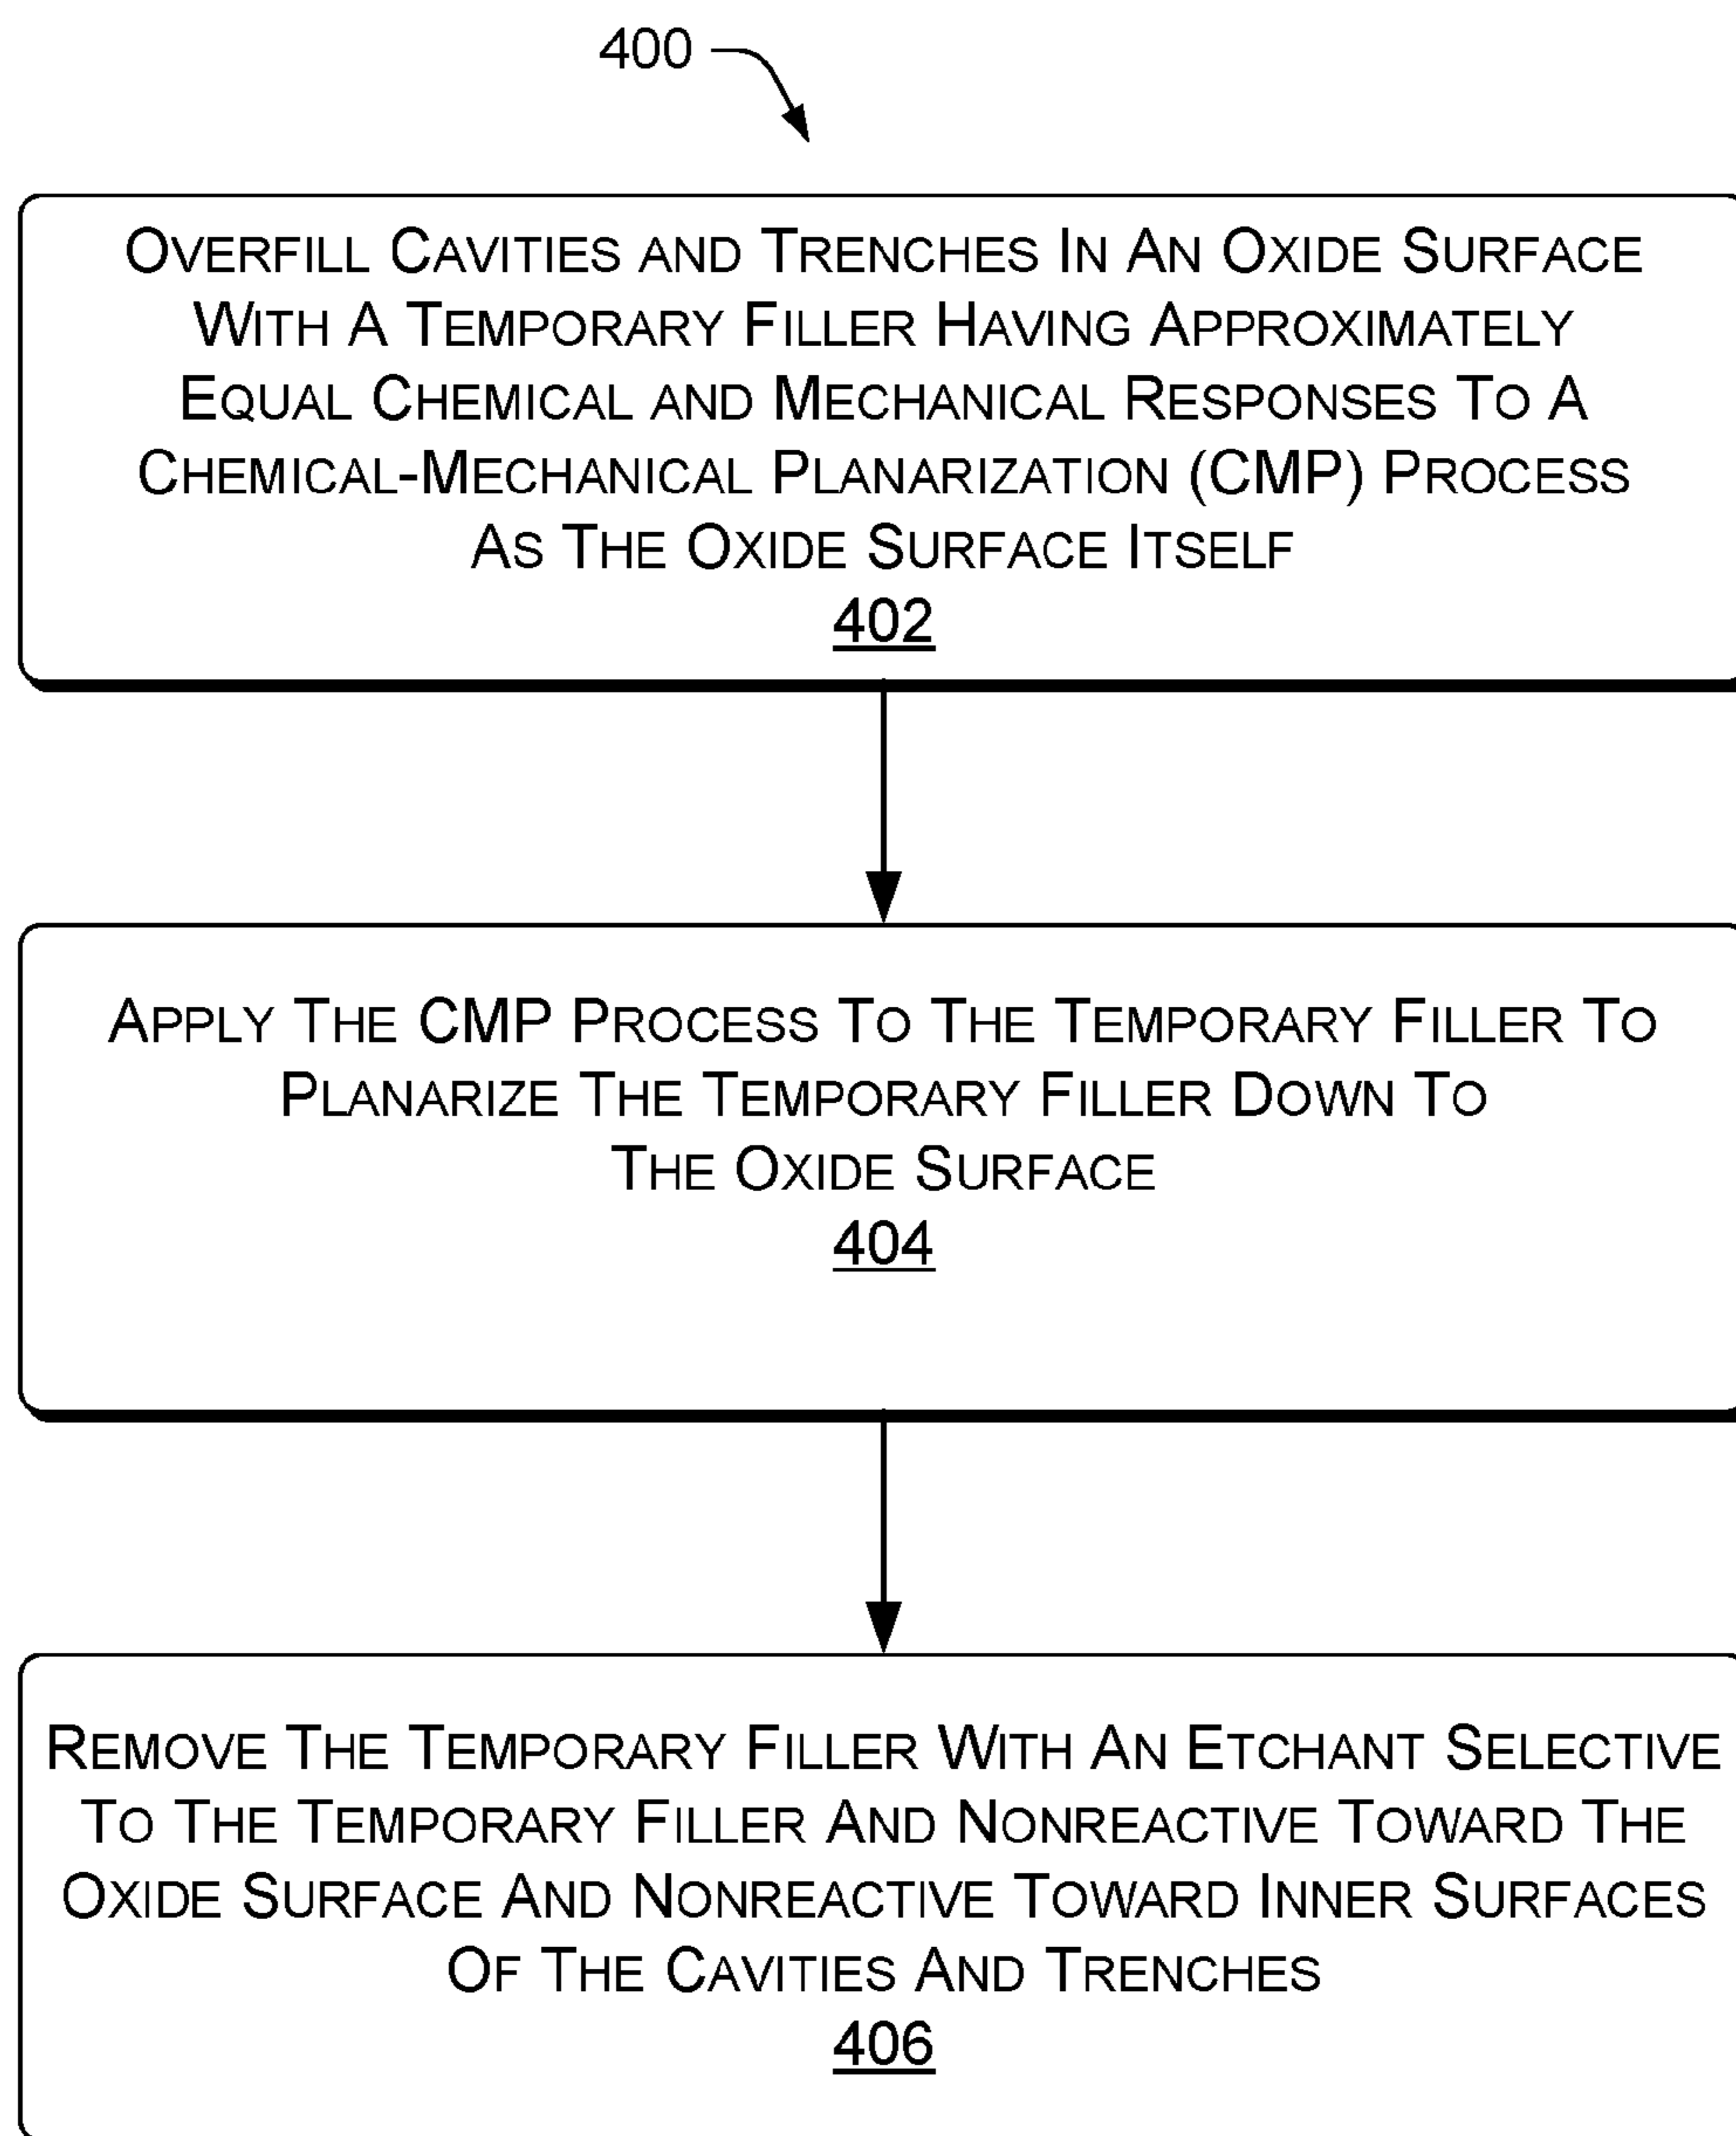 400
Overfill Cavities and Trenches In An Oxide Surface
With A Temporary Filler Having Approximately
Equal Chemical and Mechanical Responses To A
Chemical-Mechanical Planarization (CMP) Process
As The Oxide Surface Itself
402
Apply The CMP Process To The Temporary Filler To
Planarize The Temporary Filler Down To
The Oxide Surface
404
Remove The Temporary Filler With An Etchant Selective
To The Temporary Filler And Nonreactive Toward The
Oxide Surface And Nonreactive Toward Inner Surfaces
Of The Cavities And Trenches
406